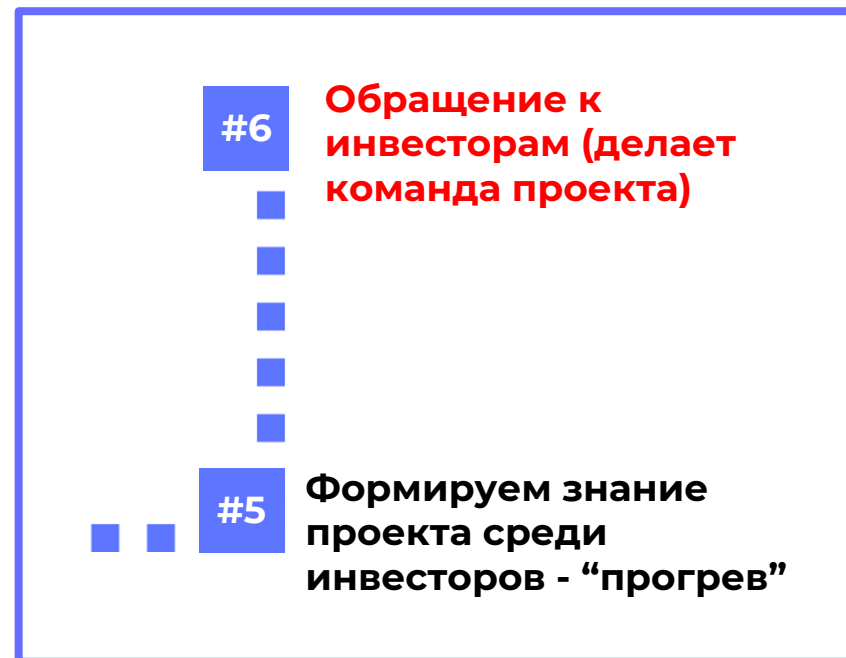 #6
Обращение к
инвесторам (делает
команда проекта)
#5
Формируем знание
проекта среди
инвесторов - “прогрев”